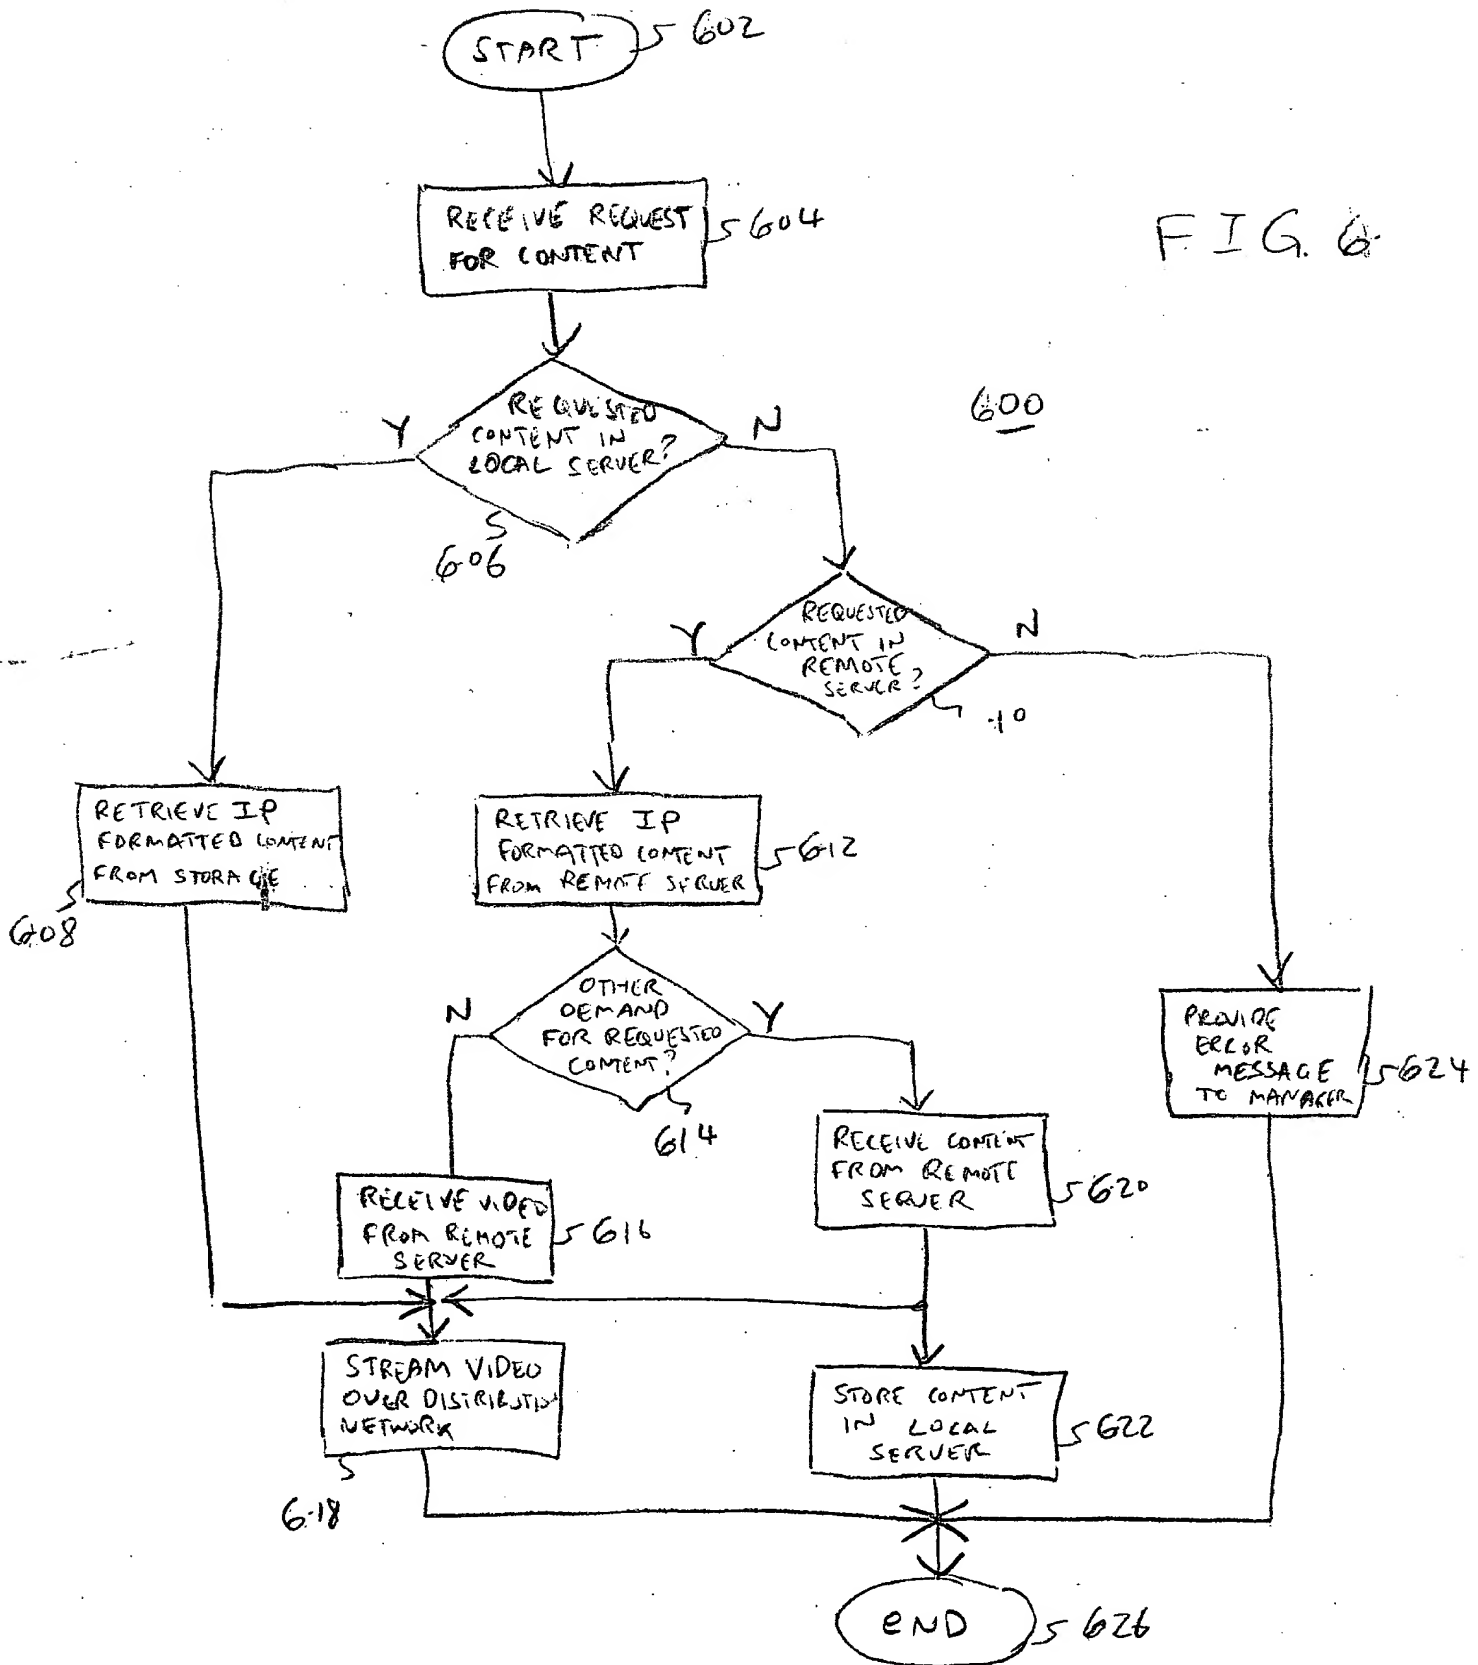 START
602
RECEIVE REQUEST
FOR CONTENT
604
FIG. 6
600
REQUESTED
CONTENT IN
LOCAL SERVER?
Y
N
606
REQUESTED
CONTENT IN
REMOTE
SERVER?
Y
N
10
RETRIEVE IP
FORMATTED CONTENT
FROM STORAGE
608
RETRIEVE IP
FORMATTED CONTENT
FROM REMOTE SERVER
612
OTHER
DEMAND
FOR REQUESTED
CONTENT?
N
Y
614
PROVIDE
ERROR
MESSAGE
TO MANAGER
624
RECEIVE VIDEO
FROM REMOTE
SERVER
616
RECEIVE CONTENT
FROM REMOTE
SERVER
620
STREAM VIDEO
OVER DISTRIBUTION
NETWORK
618
STORE CONTENT
IN LOCAL
SERVER
622
END
626